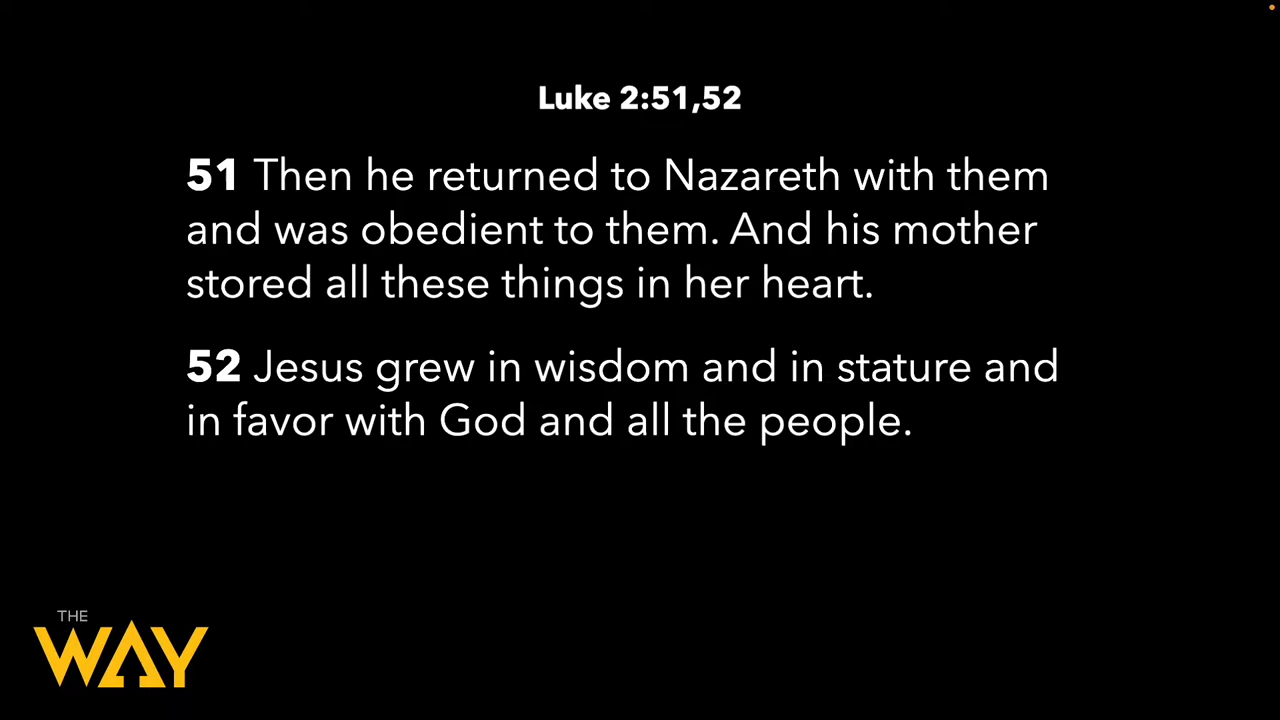 Luke 2:51,52
51 Then he returned to Nazareth with them
and was obedient to them. And his mother
stored all these things in her heart.
52 Jesus grew in wisdom and in stature and
in favor with God and all the people.
THE
WAY